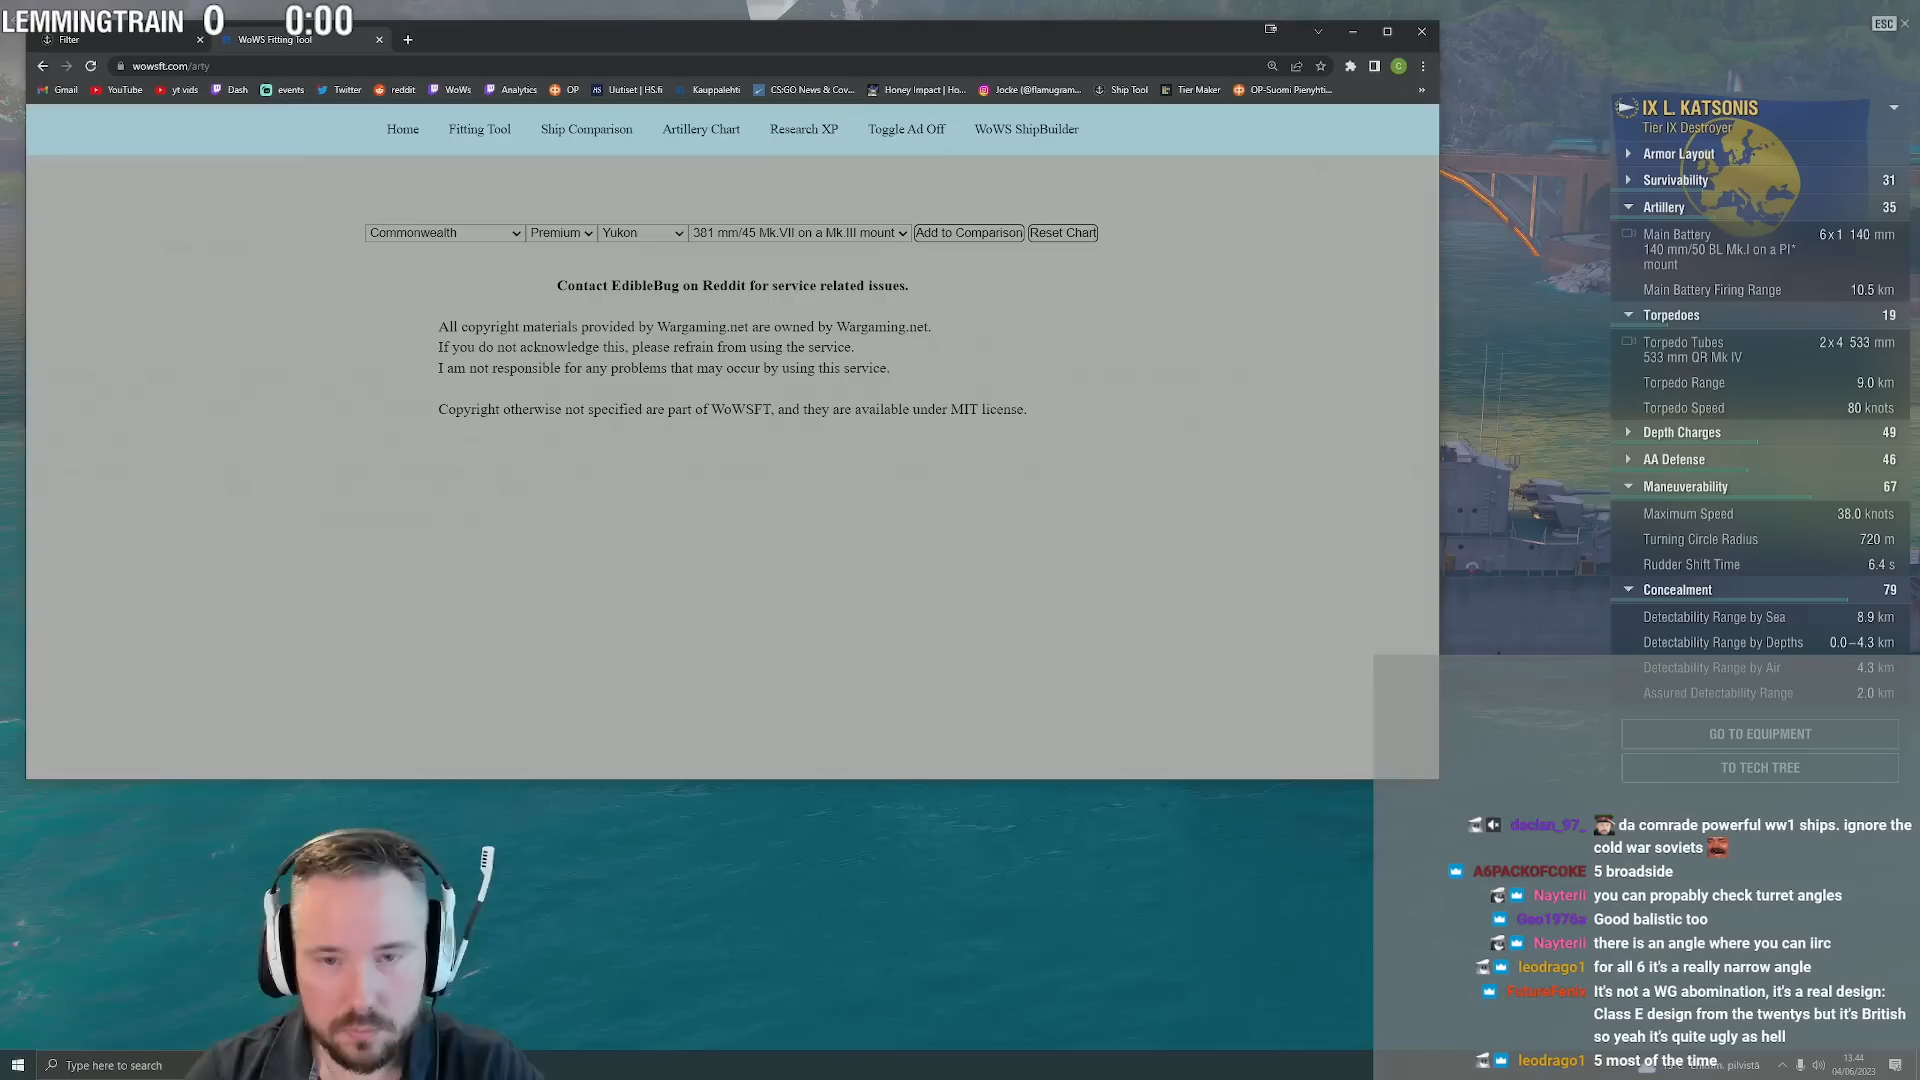 LEMMINGTRAIN 0 0:00
Filter
WoWS Fitting Tool
ESC
wowsft.com/arty
Gmail YouTube yt vids Dash events Twitter reddit WoWs Analytics OP Uutiset | HS.fi Kauppalehti CS:GO News & Cov... Honey Impact | Ho... Jocke (@flamugram... Ship Tool Tier Maker OP-Suomi Pienyhti... »
Home Fitting Tool Ship Comparison Artillery Chart Research XP Toggle Ad Off WoWS ShipBuilder
Commonwealth Premium Yukon 381 mm/45 Mk.VII on a Mk.III mount Add to Comparison Reset Chart
Contact EdibleBug on Reddit for service related issues.
All copyright materials provided by Wargaming.net are owned by Wargaming.net.
If you do not acknowledge this, please refrain from using the service.
I am not responsible for any problems that may occur by using this service.
Copyright otherwise not specified are part of WoWSFT, and they are available under MIT license.
IX L. KATSONIS
Tier IX Destroyer
Armor Layout
Survivability 31
Artillery 35
Main Battery 6x1 140 mm
140 mm/50 BL Mk.I on a PI*
mount
Main Battery Firing Range 10.5 km
Torpedoes 19
Torpedo Tubes 2x4 533 mm
533 mm QR Mk IV
Torpedo Range 9.0 km
Torpedo Speed 80 knots
Depth Charges 49
AA Defense 46
Maneuverability 67
Maximum Speed 38.0 knots
Turning Circle Radius 720 m
Rudder Shift Time 6.4 s
Concealment 79
Detectability Range by Sea 8.9 km
Detectability Range by Depths 0.0–4.3 km
Detectability Range by Air 4.3 km
Assured Detectability Range 2.0 km
GO TO EQUIPMENT
TO TECH TREE
da comrade powerful ww1 ships. ignore the
cold war soviets
A6PACKOFCOKE 5 broadside
Nayterii you can propably check turret angles
Geo1976a Good balistic too
Nayterii there is an angle where you can iirc
leodrago1 for all 6 it's a really narrow angle
FutureFenix It's not a WG abomination, it's a real design:
Class E design from the twentys but it's British
so yeah it's quite ugly as hell
leodrago1 5 most of the time
Type here to search
pilvistä
13.44
04/06/2023